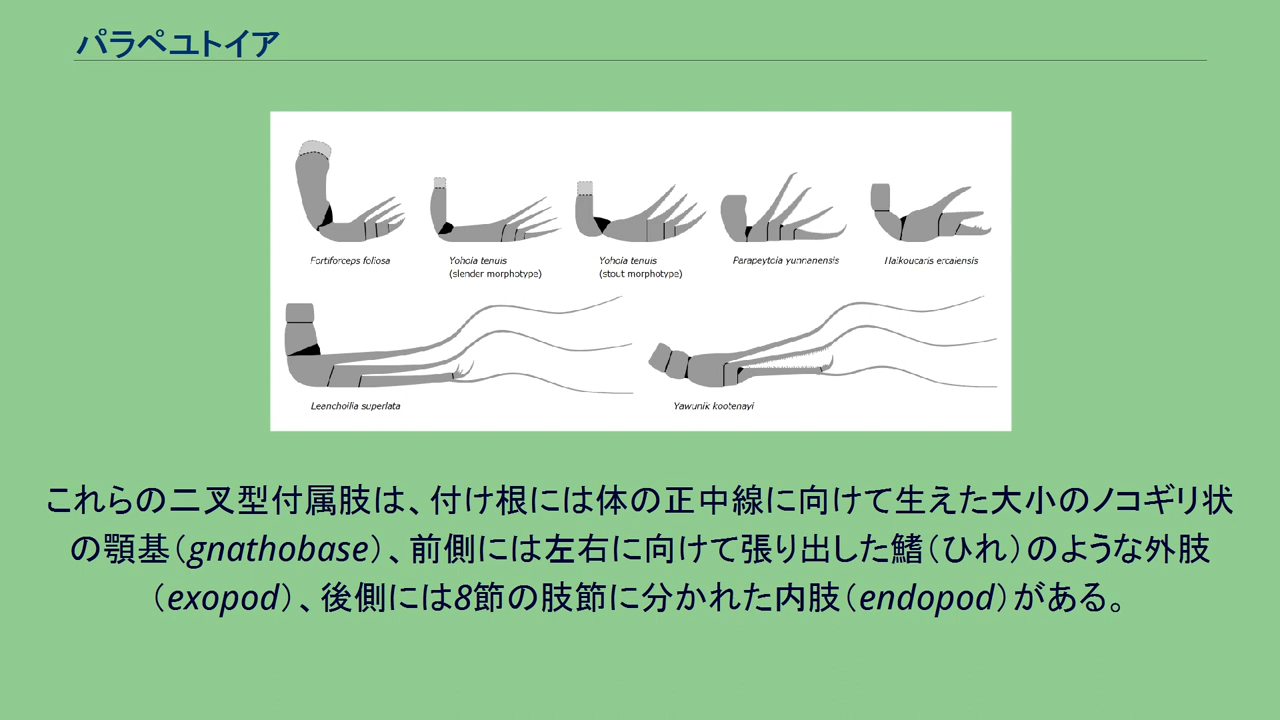 パラペユトイア
Fortiforceps foliosa
Yohoia tenuis
(slender morphotype)
Yohoia tenuis
(stout morphotype)
Parapeytoia yunnanensis
Haikoucaris ercaiensis
Leanchoilia superlata
Yawunik kootenayi
これらの二叉型付属肢は、付け根には体の正中線に向けて生えた大小のノコギリ状
の顎基（gnathobase）、前側には左右に向けて張り出した鰭（ひれ）のような外肢
（exopod）、後側には8節の肢節に分かれた内肢（endopod）がある。